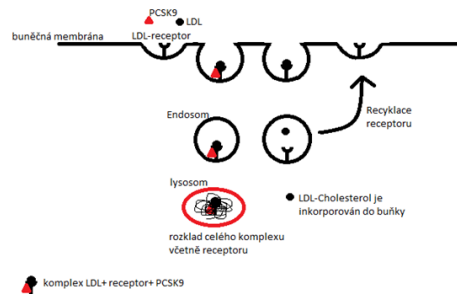 PCSK9
LDL
buněčná membrána
LDL-receptor
Endosom
Recyklace
receptoru
lysosom
LDL-Cholesterol je
inkorporován do buňky
rozklad celého komplexu
včetně receptoru
komplex LDL+ receptor+ PCSK9